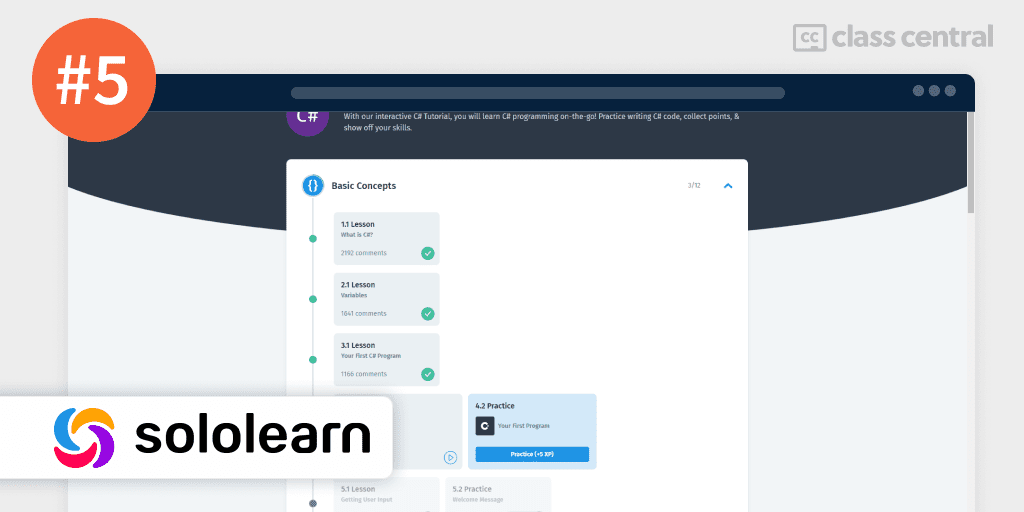 #5
class central
C#
With our interactive C# Tutorial, you will learn C# programming on-the-go! Practice writing C# code, collect points, &
show off your skills.
{} Basic Concepts 3/12
1.1 Lesson
What is C#?
2192 comments
2.1 Lesson
Variables
1641 comments
3.1 Lesson
Your First C# Program
1166 comments
4.2 Practice
C Your First Program
Practice (+5 XP)
sololearn
5.1 Lesson
Getting User Input
5.2 Practice
Welcome Message